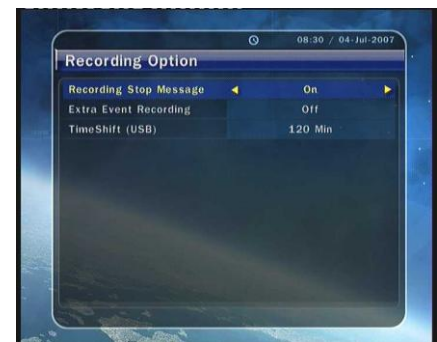 08:30 / 04-Jul-2007
Recording Option
Recording Stop Message On
Extra Event Recording Off
TimeShift (USB) 120 Min